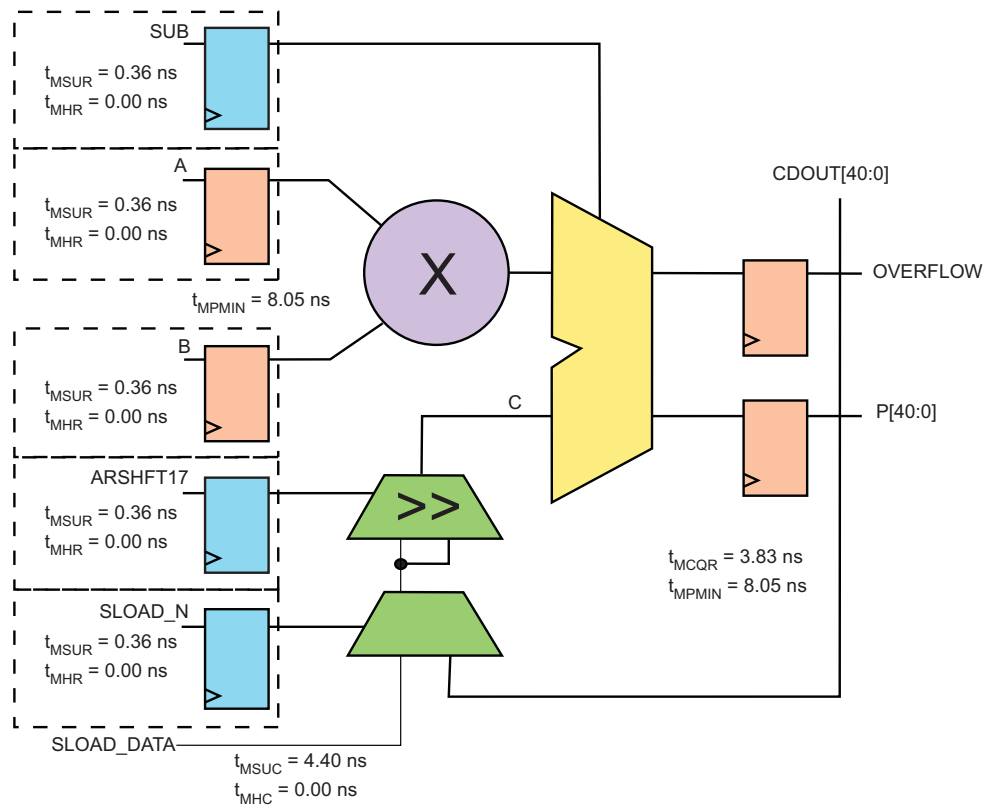 SUB
tMSUR = 0.36 ns
tMHR = 0.00 ns
A
tMSUR = 0.36 ns
tMHR = 0.00 ns
CDOUT[40:0]
X
OVERFLOW
tMPMIN = 8.05 ns
B
tMSUR = 0.36 ns
tMHR = 0.00 ns
C
P[40:0]
ARSHFT17
tMSUR = 0.36 ns
tMHR = 0.00 ns
>>
tMCQR = 3.83 ns
tMPMIN = 8.05 ns
SLOAD_N
tMSUR = 0.36 ns
tMHR = 0.00 ns
SLOAD_DATA
tMSUC = 4.40 ns
tMHC = 0.00 ns